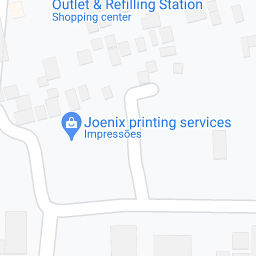 Outlet & Refilling Station
Shopping center
Joenix printing services
Impressões